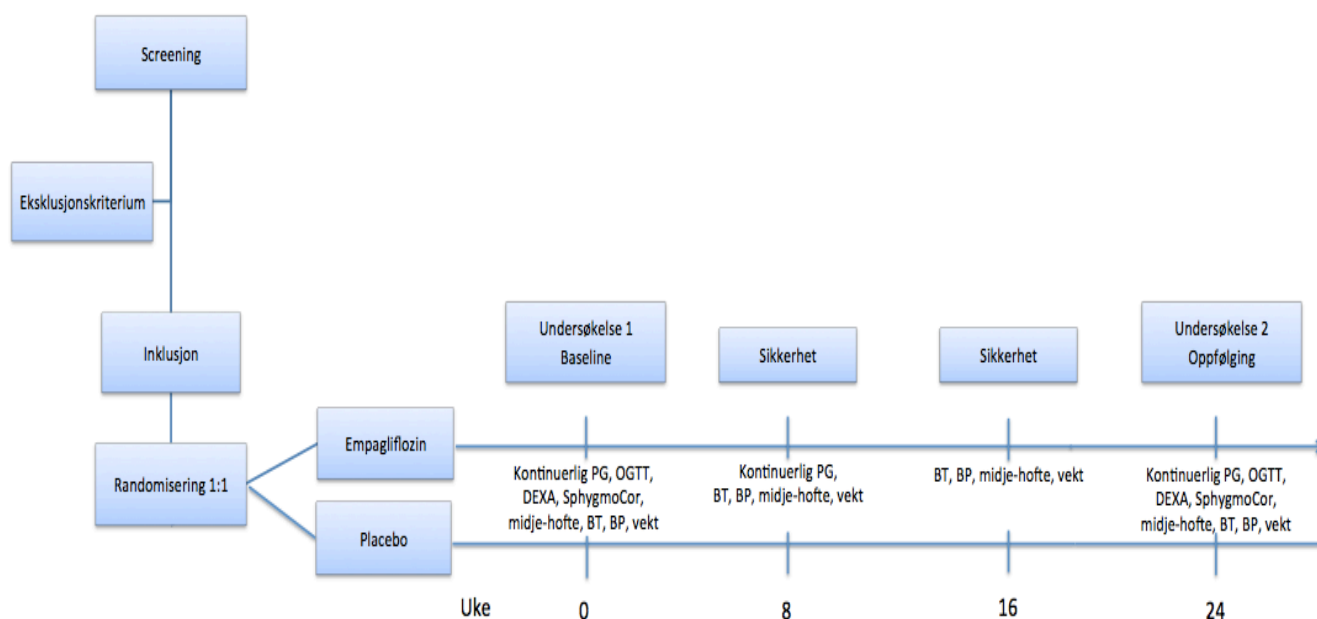 Screening
Eksklusjonskriterium
Inklusjon
Randomisering 1:1
Empagliflozin
Placebo
Undersøkelse 1
Baseline
Sikkerhet
Sikkerhet
Undersøkelse 2
Oppfølging
Kontinuerlig PG, OGTT,
DEXA, SphygmoCor,
midje-hofte, BT, BP, vekt
Kontinuerlig PG,
BT, BP, midje-hofte, vekt
BT, BP, midje-hofte, vekt
Kontinuerlig PG, OGTT,
DEXA, SphygmoCor,
midje-hofte, BT, BP, vekt
Uke 0 8 16 24